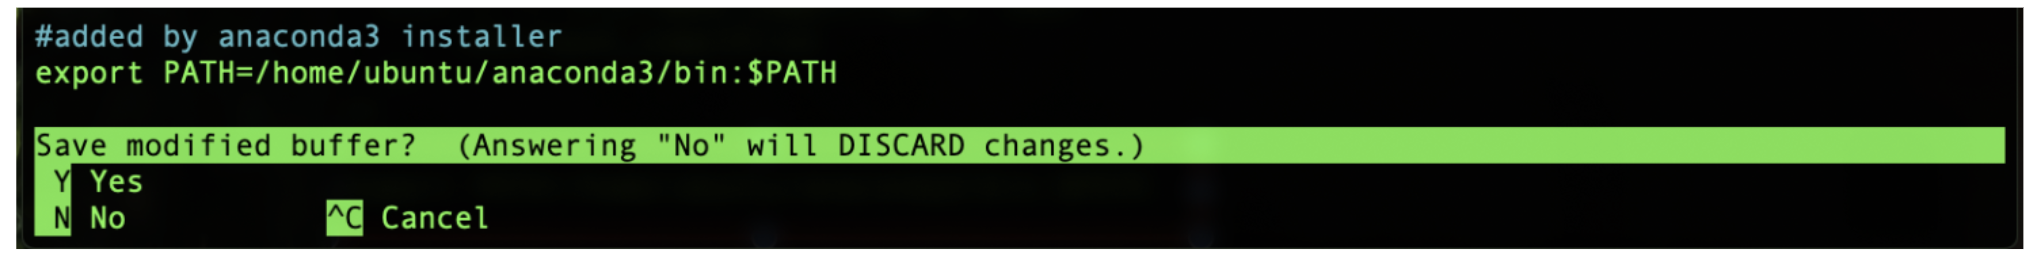 #added by anaconda3 installer
export PATH=/home/ubuntu/anaconda3/bin:$PATH
Save modified buffer?  (Answering "No" will DISCARD changes.)
Y Yes
N No ^C Cancel